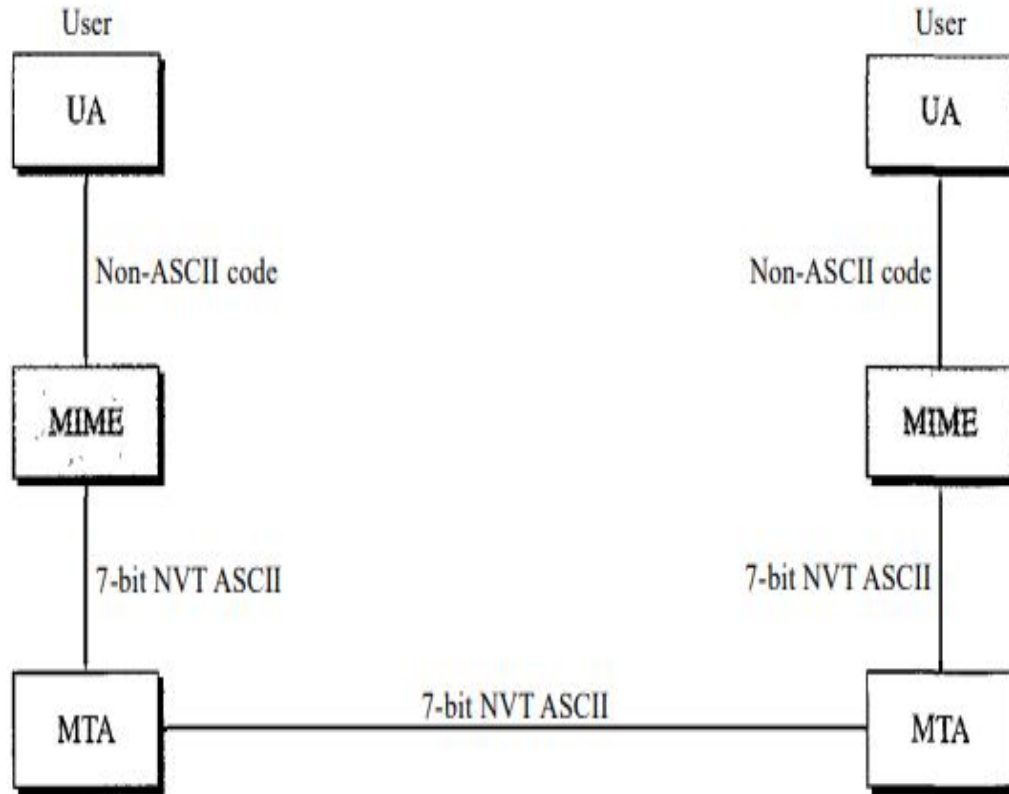 User
User
UA
UA
Non-ASCII code
Non-ASCII code
MIME
MIME
7-bit NVT ASCII
7-bit NVT ASCII
7-bit NVT ASCII
MTA
MTA